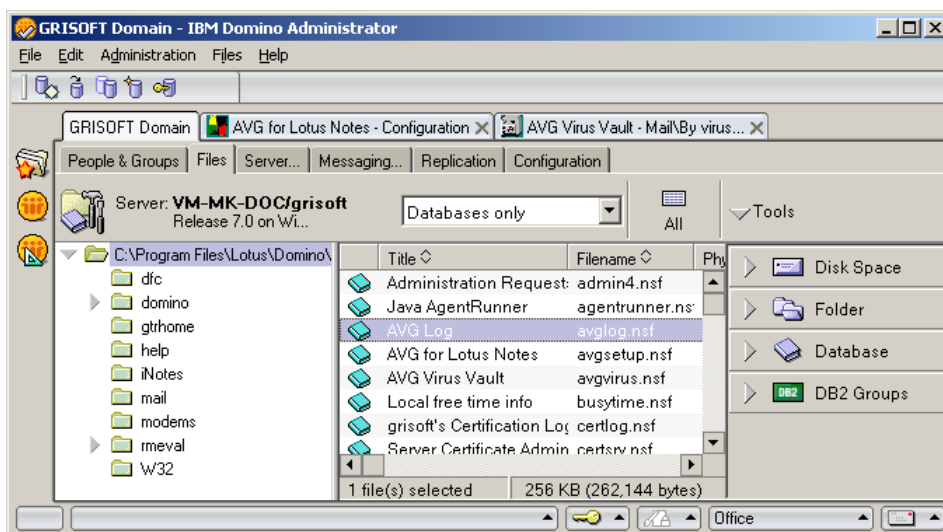 GRISOFT Domain - IBM Domino Administrator
File Edit Administration Files Help
GRISOFT Domain AVG for Lotus Notes - Configuration AVG Virus Vault - Mail\By virus...
People & Groups Files Server... Messaging... Replication Configuration
Server: VM-MK-DOC/grisoft
Release 7.0 on Wi...
Databases only
All
Tools
C:\Program Files\Lotus\Domino\
dfc
domino
gtrhome
help
iNotes
mail
modems
rmeval
W32
Title Filename Phy
Administration Request: admin4.nsf
Java AgentRunner agentrunner.ns
AVG Log avglog.nsf
AVG for Lotus Notes avgsetup.nsf
AVG Virus Vault avgvirus.nsf
Local free time info busytime.nsf
grisoft's Certification Log certlog.nsf
Server Certificate Admin certsrv.nsf
1 file(s) selected 256 KB (262,144 bytes)
Disk Space
Folder
Database
DB2 DB2 Groups
Office